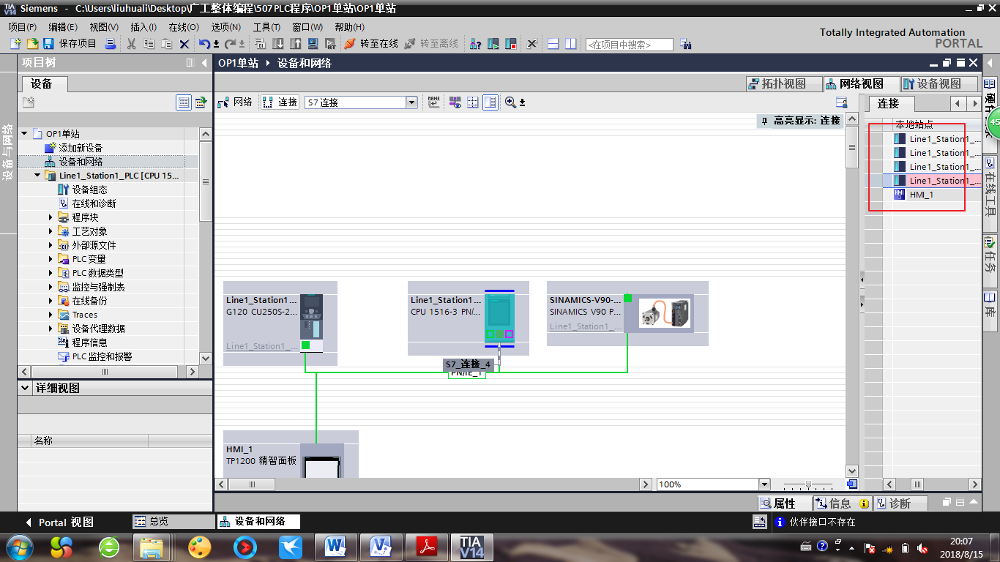 Siemens - C:\Users\liuhuali\Desktop\广工整体编程\507PLC程序\OP1单站\OP1单站
项目(P) 编辑(E) 视图(V) 插入(I) 在线(O) 选项(N) 工具(T) 窗口(W) 帮助(H)
Totally Integrated Automation
PORTAL
保存项目 转至在线 转至离线 <在项目中搜索>
项目树
OP1单站 设备和网络
设备
拓扑视图 网络视图 设备视图
网络 连接 S7 连接
连接
高亮显示: 连接
本地站点
Line1_Station1_...
Line1_Station1_...
Line1_Station1_...
Line1_Station1_...
HMI_1
设备与网络
OP1单站
添加新设备
设备和网络
Line1_Station1_PLC [CPU 15...
设备组态
在线和诊断
程序块
工艺对象
外部源文件
PLC 变量
PLC 数据类型
监控与强制表
在线备份
Traces
设备代理数据
程序信息
PLC 监控和报警
详细视图
名称
Line1_Station1...
G120 CU250S-2...
Line1_Station1_...
Line1_Station1...
CPU 1516-3 PN/...
SINAMICS-V90-...
SINAMICS V90 P...
Line1_Station1_...
S7_连接_4
PN/IE_1
HMI_1
TP1200 精智面板
100%
45
在线工具
任务
库
属性 信息 诊断
Portal 视图 总览 设备和网络
伙伴接口不存在
TIA
V14
20:07
2018/8/15